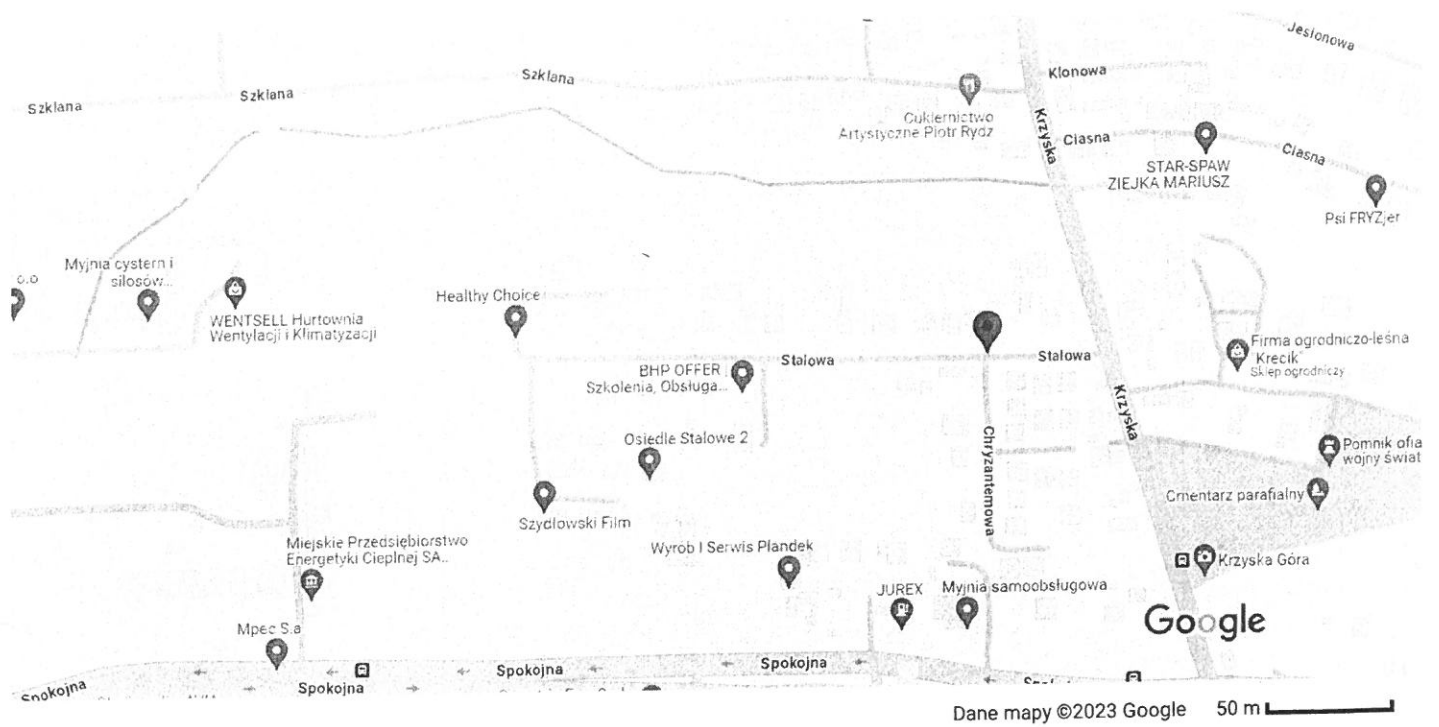 Jesionowa
Szklana
Szklana
Szklana
Klonowa
Krzyska
Cukiernictwo
Artystyczne Piotr Rydz
Ciasna
Ciasna
STAR-SPAW
ZIEJKA MARIUSZ
Psi FRYZjer
o.o
Myjnia cystern i
silosów...
WENTSELL Hurtownia
Wentylacji i Klimatyzacji
Healthy Choice
Stalowa
Stalowa
BHP OFFER
Szkolenia, Obsługa...
Firma ogrodniczo-leśna
"Krecik"
Sklep ogrodniczy
Krzyska
Osiedle Stalowe 2
Chryzantemowa
Pomnik ofia
wojny świat
Cmentarz parafialny
Szydłowski Film
Miejskie Przedsiębiorstwo
Energetyki Cieplnej SA..
Wyrób I Serwis Plandek
Krzyska Góra
JUREX
Myjnia samoobsługowa
Google
Mpec S.a
Spokojna
Spokojna
Spokojna
Spokojna
Dane mapy ©2023 Google
50 m